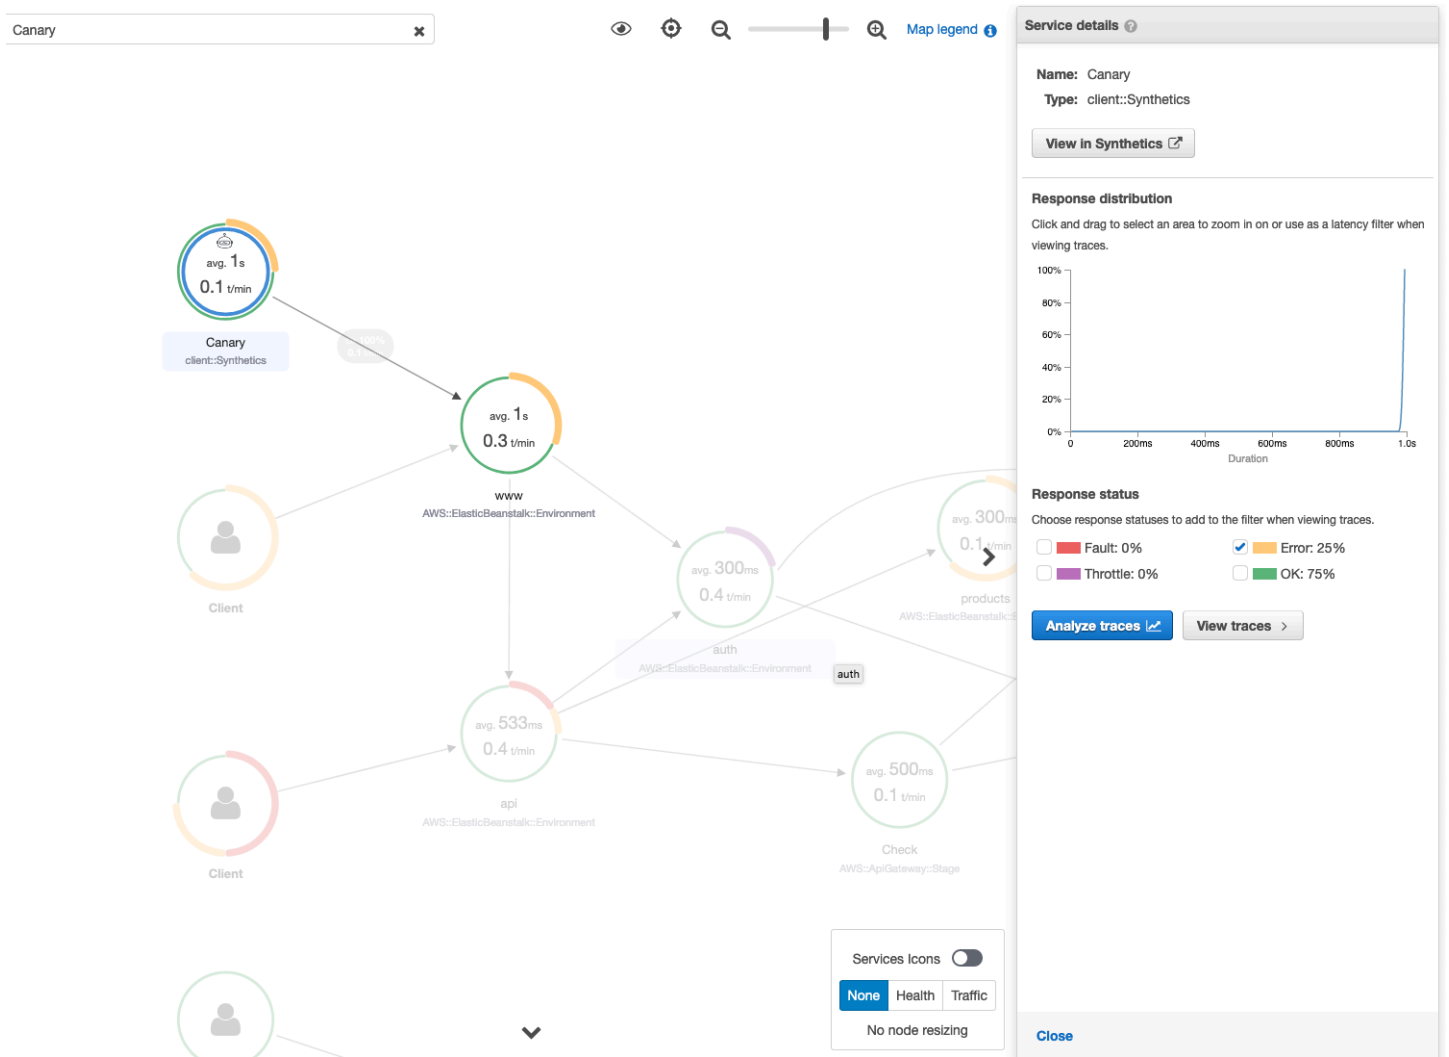 Canary
Map legend
Service details
Name: Canary
Type: client::Synthetics
View in Synthetics
Response distribution
Click and drag to select an area to zoom in on or use as a latency filter when
viewing traces.
100%
80%
60%
40%
20%
0%
0 200ms 400ms 600ms 800ms 1.0s
Duration
Response status
Choose response statuses to add to the filter when viewing traces.
Fault: 0% Error: 25%
Throttle: 0% OK: 75%
Analyze traces View traces
Close
avg. 1s
0.1 t/min
Canary
client::Synthetics
100%
avg. 1s
0.3 t/min
www
AWS::ElasticBeanstalk::Environment
Client
avg. 300ms
0.4 t/min
auth
AWS::ElasticBeanstalk::Environment
auth
avg. 300ms
0.1 t/min
products
avg. 533ms
0.4 t/min
api
AWS::ElasticBeanstalk::Environment
Client
avg. 500ms
0.1 t/min
Check
AWS::ApiGateway::Stage
Services Icons
None Health Traffic
No node resizing